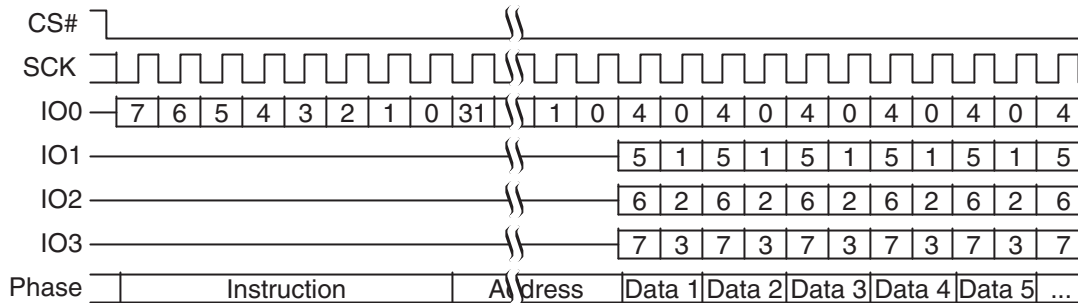 CS#
SCK
IO0 7 6 5 4 3 2 1 0 31 1 0 4 0 4 0 4 0 4 0 4 0 4
IO1 5 1 5 1 5 1 5 1 5 1 5
IO2 6 2 6 2 6 2 6 2 6 2 6
IO3 7 3 7 3 7 3 7 3 7 3 7
Phase Instruction Address Data 1 Data 2 Data 3 Data 4 Data 5 ...